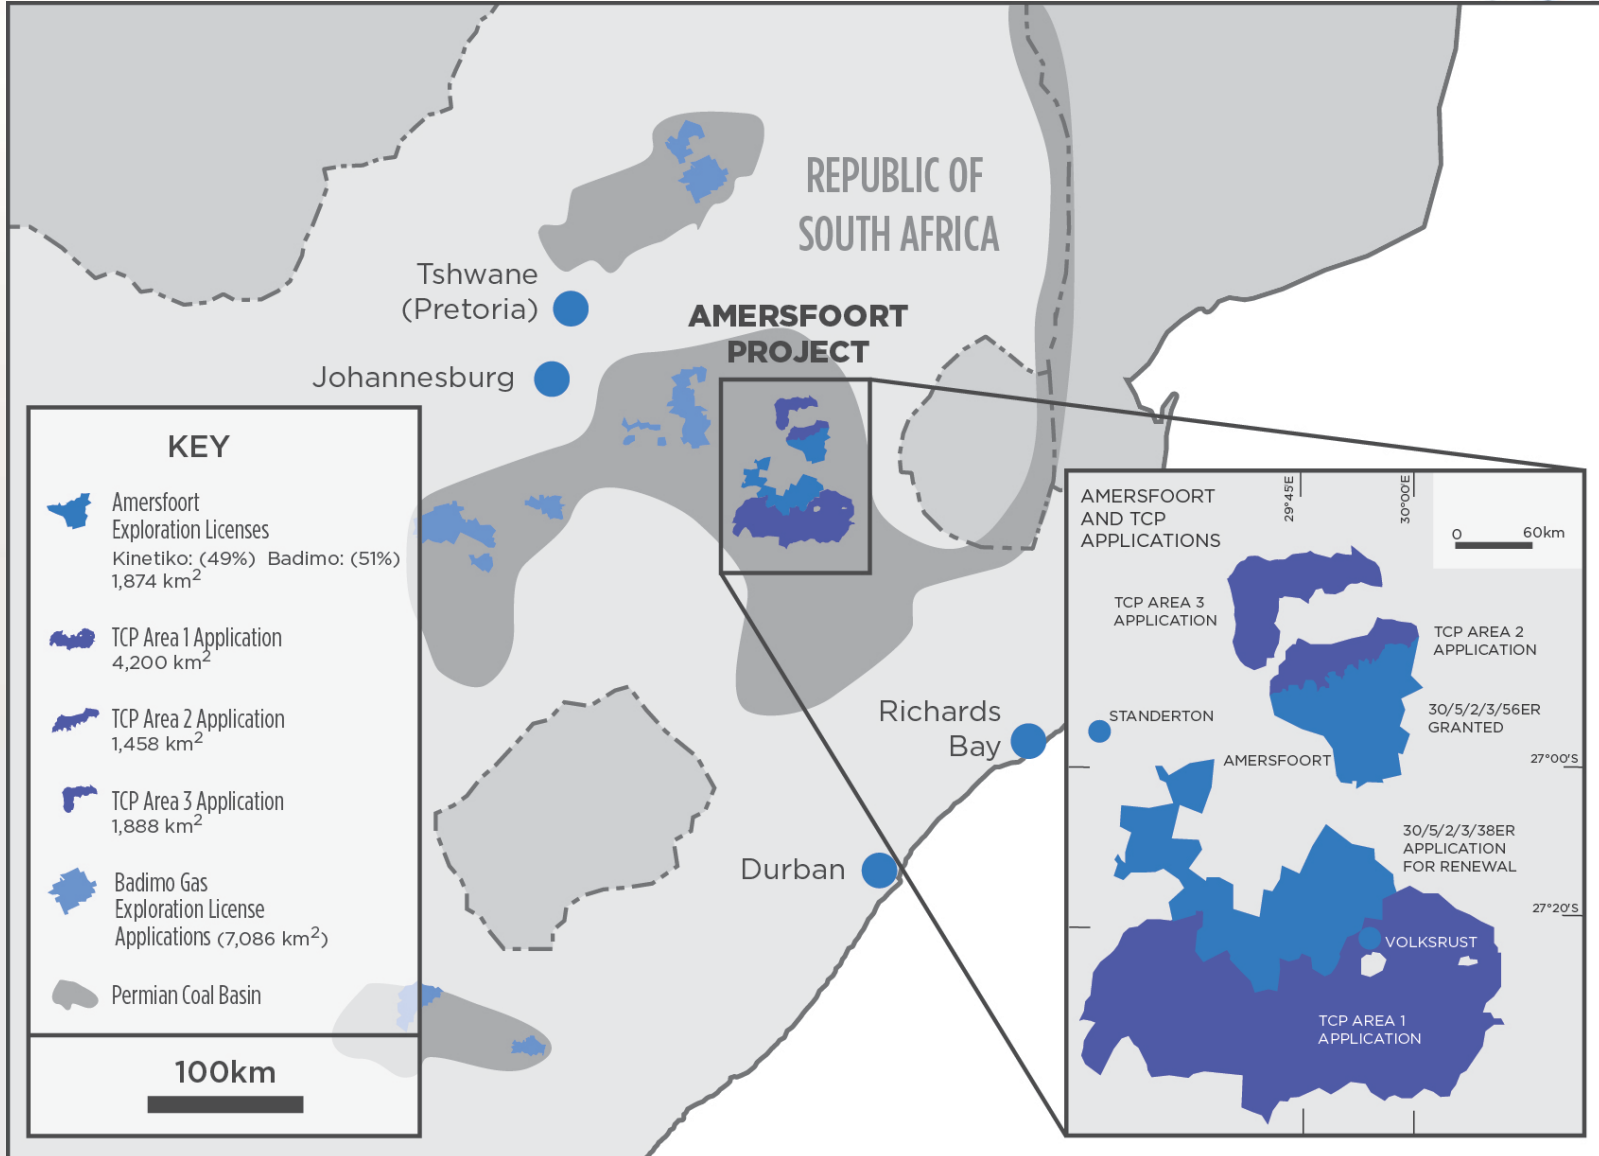 REPUBLIC OF
SOUTH AFRICA
Tshwane
(Pretoria)
AMERSFOORT
PROJECT
Johannesburg
Richards
Bay
Durban
KEY
Amersfoort
Exploration Licenses
Kinetiko: (49%) Badimo: (51%)
1,874 km²
TCP Area 1 Application
4,200 km²
TCP Area 2 Application
1,458 km²
TCP Area 3 Application
1,888 km²
Badimo Gas
Exploration License
Applications (7,086 km²)
Permian Coal Basin
100km
AMERSFOORT
AND TCP
APPLICATIONS
29°45E
30°00'E
0 60km
TCP AREA 3
APPLICATION
TCP AREA 2
APPLICATION
30/5/2/3/56ER
GRANTED
STANDERTON
AMERSFOORT
27°00'S
30/5/2/3/38ER
APPLICATION
FOR RENEWAL
27°20'S
VOLKSRUST
TCP AREA 1
APPLICATION